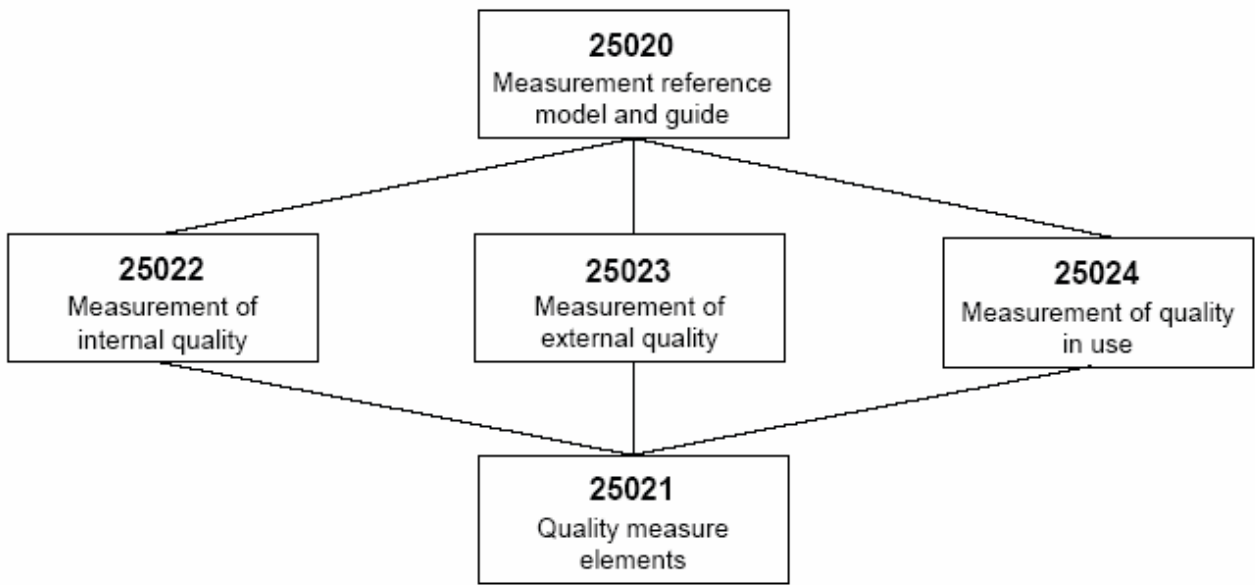 25020
Measurement reference
model and guide
25022
Measurement of
internal quality
25023
Measurement of
external quality
25024
Measurement of quality
in use
25021
Quality measure
elements